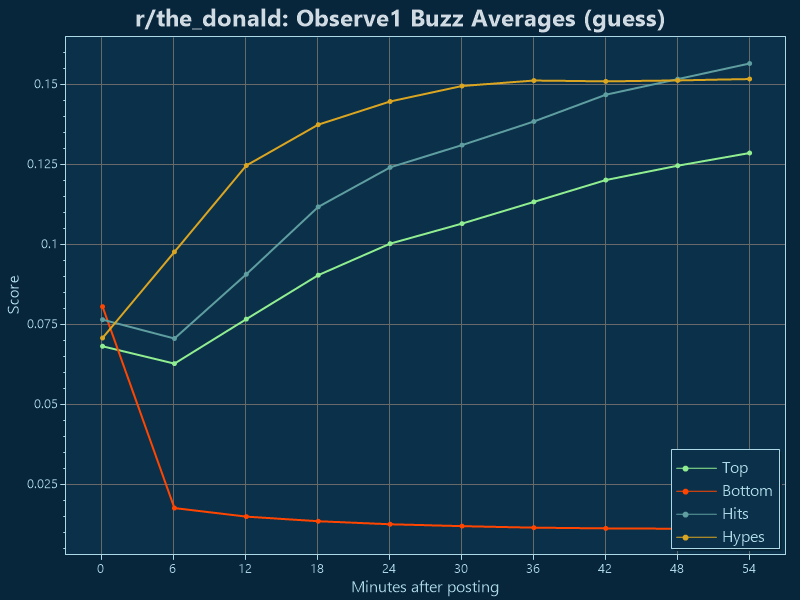 r/the_donald: Observe1 Buzz Averages (guess)
0.15
0.125
0.1
0.075
0.05
0.025
Score
0 6 12 18 24 30 36 42 48 54
Minutes after posting
Top
Bottom
Hits
Hypes